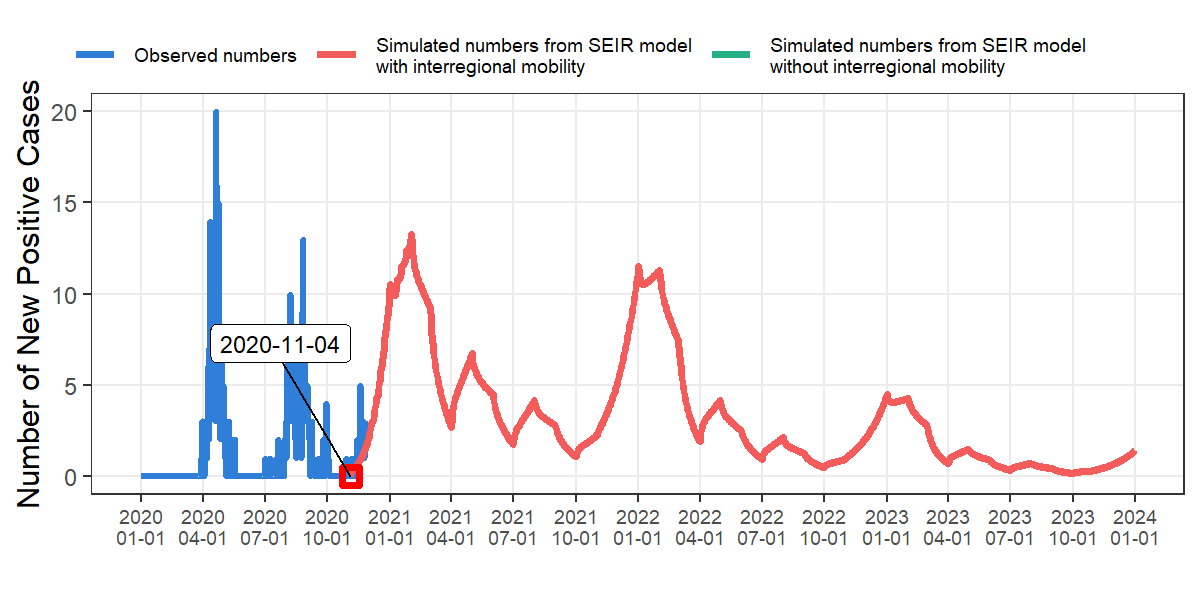 Observed numbers
Simulated numbers from SEIR model
with interregional mobility
Simulated numbers from SEIR model
without interregional mobility
Number of New Positive Cases
20
15
10
5
0
2020-11-04
2020 2020 2020 2020 2021 2021 2021 2021 2022 2022 2022 2022 2023 2023 2023 2023 2024
01-01 04-01 07-01 10-01 01-01 04-01 07-01 10-01 01-01 04-01 07-01 10-01 01-01 04-01 07-01 10-01 01-01